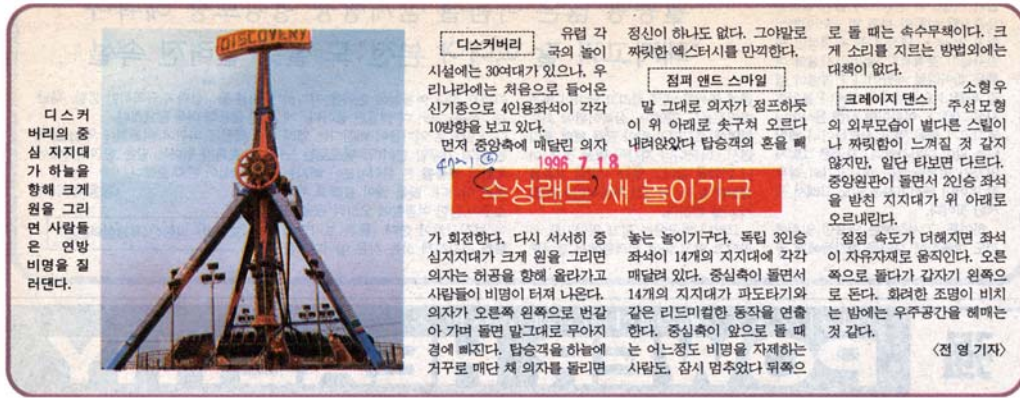 DISCOVERY
디스커
버리의 중
심 지지대
가 하늘을
향해 크게
원을 그리
면 사람들
은 연방
비명을 질
러댄다.
1996 7. 18
수성랜드 새 놀이기구
디스커버리
유럽 각
국의 놀이
시설에는 30여대가 있으나, 우
리나라에는 처음으로 들어온
신기종으로 4인용좌석이 각각
10방향을 보고 있다.
먼저 중앙축에 매달린 의자
가 회전한다. 다시 서서히 중
심지지대가 크게 원을 그리면
의자는 허공을 향해 올라가고
사람들이 비명이 터져 나온다.
의자가 오른쪽 왼쪽으로 번갈
아 가며 돌면 말그대로 무아지
경에 빠진다. 탑승객을 하늘에
거꾸로 매단 채 의자를 돌리면
정신이 하나도 없다. 그야말로
짜릿한 엑스터시를 만끽한다.
점퍼 앤드 스마일
말 그대로 의자가 점프하듯
이 위 아래로 솟구쳐 오르다
내려앉았다 탑승객의 혼을 빼
놓는 놀이기구다. 독립 3인승
좌석이 14개의 지지대에 각각
매달려 있다. 중심축이 돌면서
14개의 지지대가 파도타기와
같은 리드미컬한 동작을 연출
한다. 중심축이 앞으로 돌 때
는 어느정도 비명을 자제하는
사람도, 잠시 멈추었다 뒤쪽으
로 돌 때는 속수무책이다. 크
게 소리를 지르는 방법외에는
대책이 없다.
크레이지 댄스
소형우
주선모형
의 외부모습이 별다른 스릴이
나 짜릿함이 느껴질 것 같지
않지만, 일단 타보면 다르다.
중앙원판이 돌면서 2인승 좌석
을 받친 지지대가 위 아래로
오르내린다.
점점 속도가 더해지면 좌석
이 자유자재로 움직인다. 오른
쪽으로 돌다가 갑자기 왼쪽으
로 돈다. 화려한 조명이 비치
는 밤에는 우주공간을 헤매는
것 같다.
〈전 영 기자〉